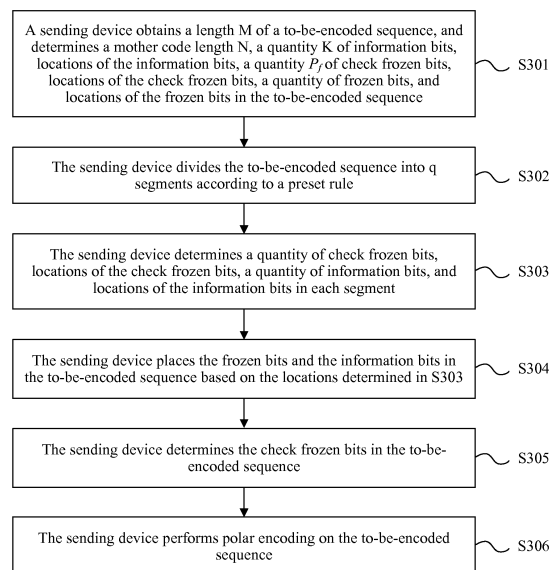 A sending device obtains a length M of a to-be-encoded sequence, and
determines a mother code length N, a quantity K of information bits,
locations of the information bits, a quantity Pf of check frozen bits,
locations of the check frozen bits, a quantity of frozen bits, and
locations of the frozen bits in the to-be-encoded sequence
S301
The sending device divides the to-be-encoded sequence into q
segments according to a preset rule
S302
The sending device determines a quantity of check frozen bits,
locations of the check frozen bits, a quantity of information bits, and
locations of the information bits in each segment
S303
The sending device places the frozen bits and the information bits in
the to-be-encoded sequence based on the locations determined in S303
S304
The sending device determines the check frozen bits in the to-be-
encoded sequence
S305
The sending device performs polar encoding on the to-be-encoded
sequence
S306